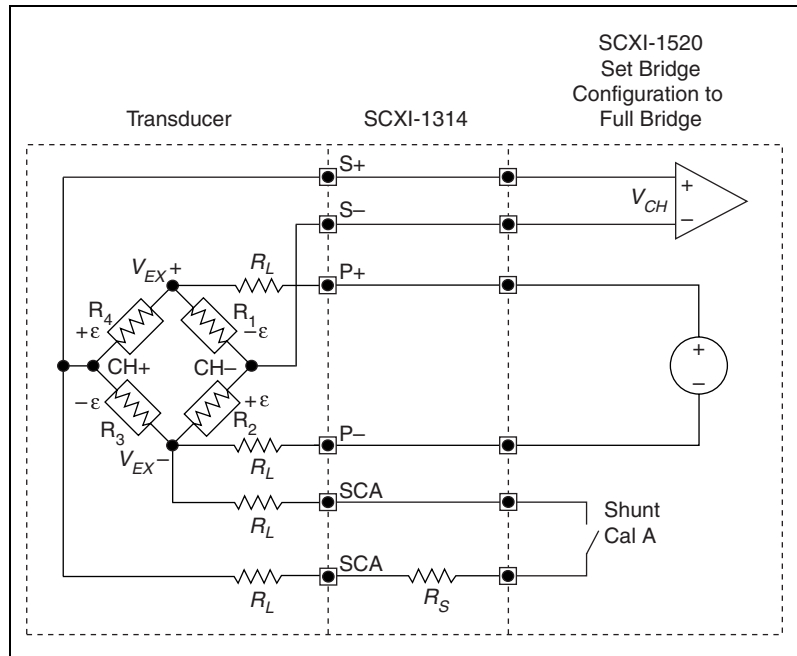 SCXI-1520
Set Bridge
Configuration to
Full Bridge
Transducer
SCXI-1314
S+
V_CH
+
–
S–
V_EX+
R_L
P+
R_4
+ε
R_1
–ε
CH+
CH–
+
–
–ε
R_3
+ε
R_2
V_EX–
R_L
P–
R_L
SCA
Shunt
Cal A
R_L
SCA
R_S